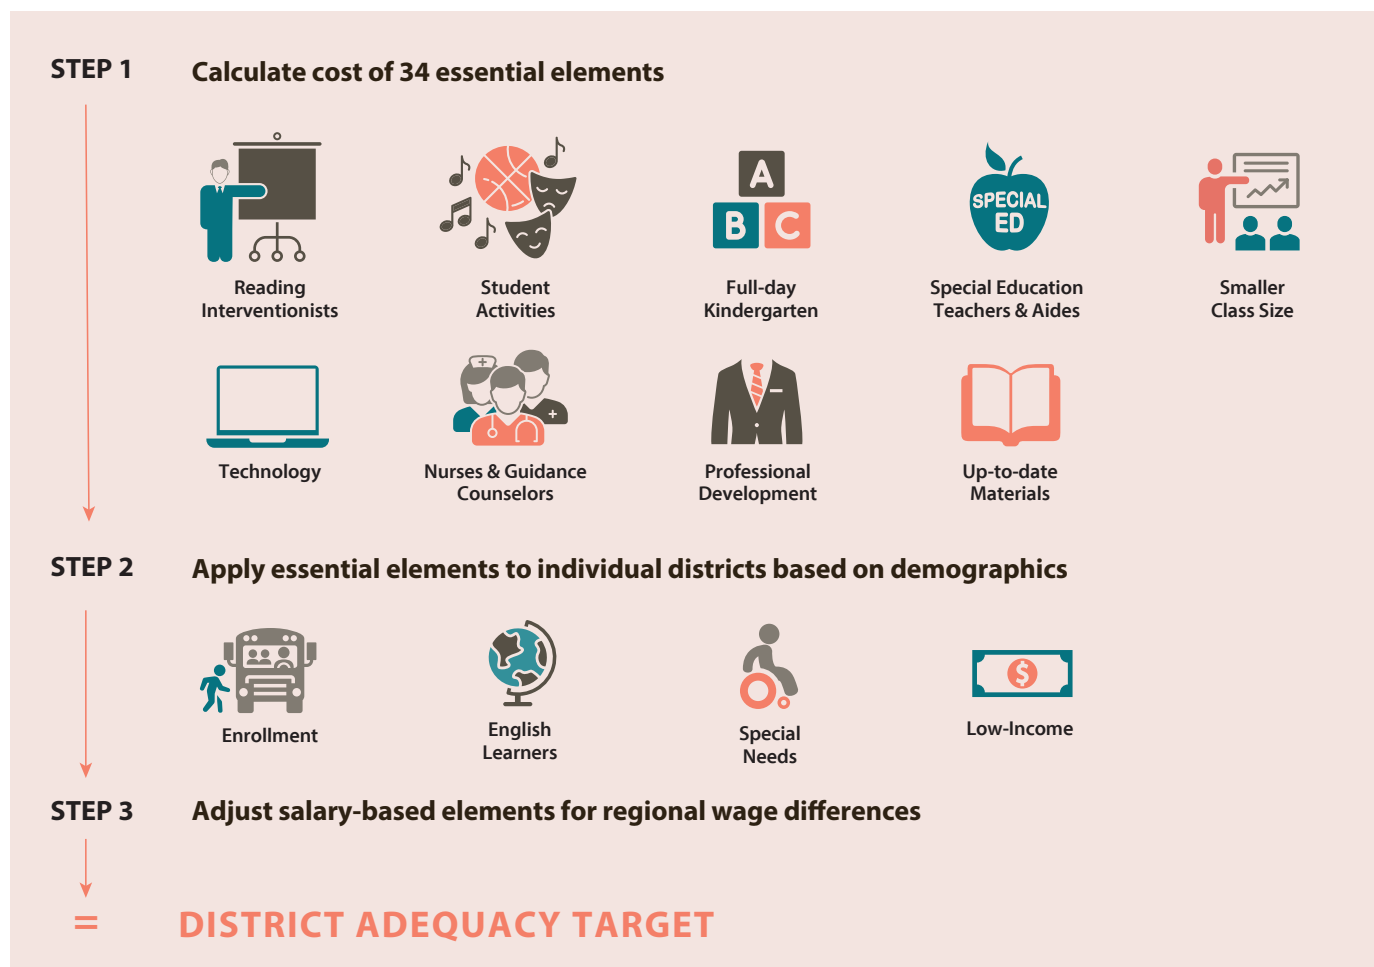 STEP 1
Calculate cost of 34 essential elements
A
B C
SPECIAL
ED
Reading
Interventionists
Student
Activities
Full-day
Kindergarten
Special Education
Teachers & Aides
Smaller
Class Size
Technology
Nurses & Guidance
Counselors
Professional
Development
Up-to-date
Materials
STEP 2
Apply essential elements to individual districts based on demographics
$
Enrollment
English
Learners
Special
Needs
Low-Income
STEP 3
Adjust salary-based elements for regional wage differences
= DISTRICT ADEQUACY TARGET